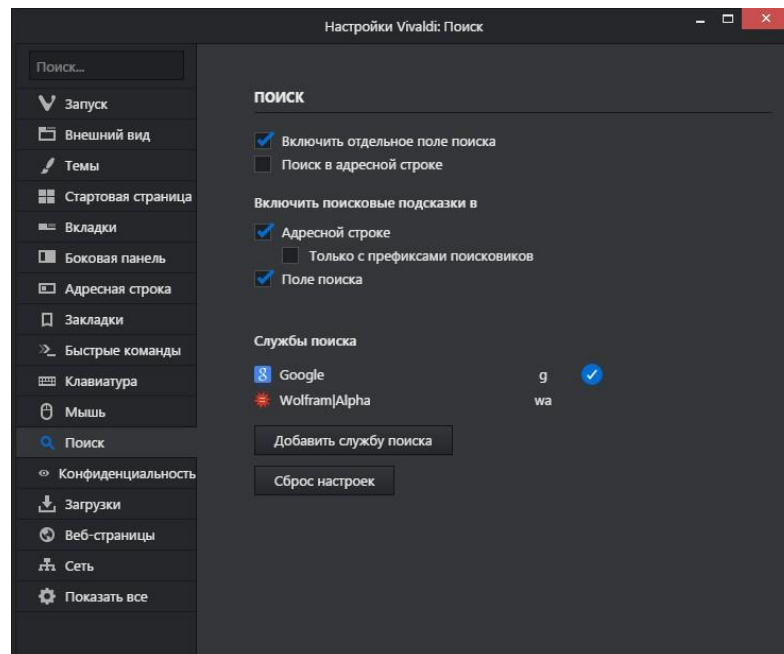 Настройки Vivaldi: Поиск
Поиск...
Запуск
Внешний вид
Темы
Стартовая страница
Вкладки
Боковая панель
Адресная строка
Закладки
Быстрые команды
Клавиатура
Мышь
Поиск
Конфиденциальность
Загрузки
Веб-страницы
Сеть
Показать все
ПОИСК
Включить отдельное поле поиска
Поиск в адресной строке
Включить поисковые подсказки в
Адресной строке
Только с префиксами поисковиков
Поле поиска
Службы поиска
Google g
Wolfram|Alpha wa
Добавить службу поиска
Сброс настроек